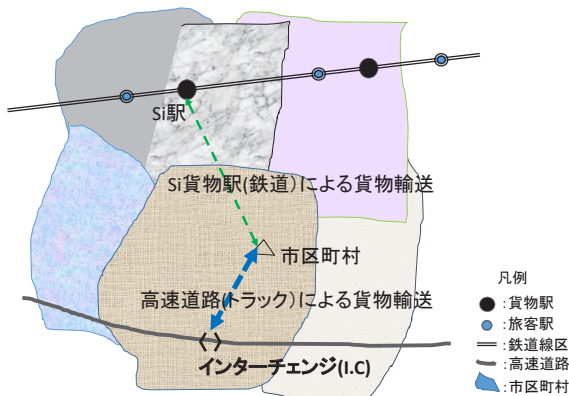 Si駅
Si貨物駅(鉄道)による貨物輸送
市区町村
高速道路(トラック)による貨物輸送
インターチェンジ(I.C)
凡例
:貨物駅
:旅客駅
:鉄道線区
:高速道路
:市区町村